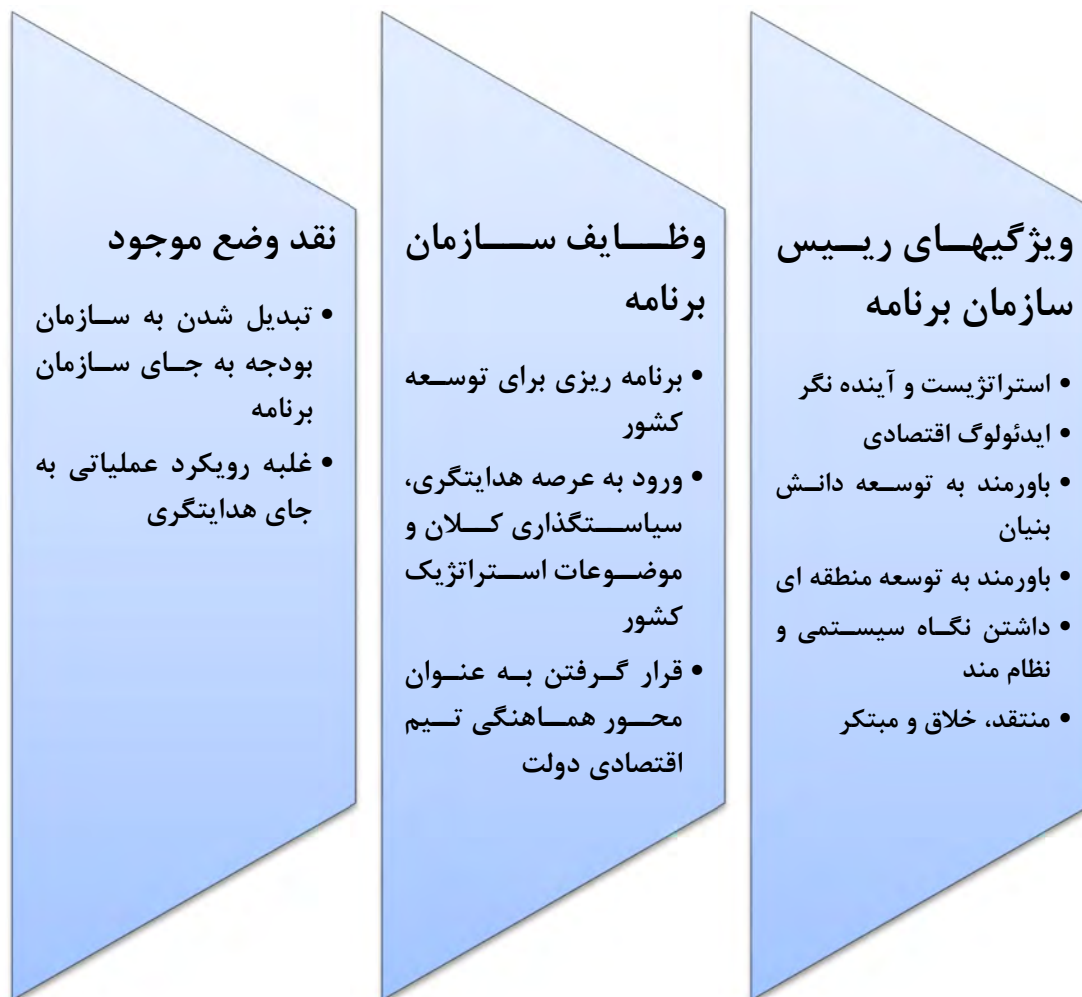 ویژگیهای رییس
سازمان برنامه
• استراتژیست و آینده نگر
• ایدئولوگ اقتصادی
• باورمند به توسعه دانش
بنیان
• باورمند به توسعه منطقه ای
• داشتن نگاه سیستمی و
نظام مند
• منتقد، خلاق و مبتکر
وظایف سازمان
برنامه
• برنامه ریزی برای توسعه
کشور
• ورود به عرصه هدایتگری،
سیاستگذاری کلان و
موضوعات استراتژیک
کشور
• قرار گرفتن به عنوان
محور هماهنگی تیم
اقتصادی دولت
نقد وضع موجود
• تبدیل شدن به سازمان
بودجه به جای سازمان
برنامه
• غلبه رویکرد عملیاتی به
جای هدایتگری